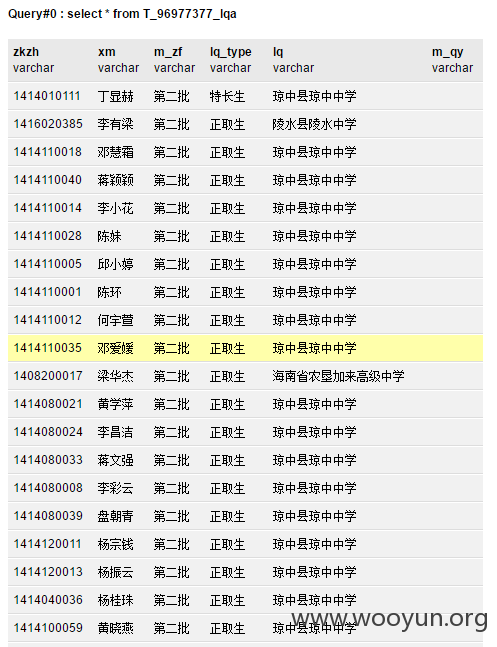 Query#0 : select * from T_96977377_lqa
zkzh xm m_zf lq_type lq m_qy
varchar varchar varchar varchar varchar varchar
1414010111 丁显赫 第二批 特长生 琼中县琼中中学
1416020385 李有梁 第二批 正取生 陵水县陵水中学
1414110018 邓慧霜 第二批 正取生 琼中县琼中中学
1414110040 蒋颖颖 第二批 正取生 琼中县琼中中学
1414110014 李小花 第二批 正取生 琼中县琼中中学
1414110028 陈妹 第二批 正取生 琼中县琼中中学
1414110005 邱小婷 第二批 正取生 琼中县琼中中学
1414110001 陈环 第二批 正取生 琼中县琼中中学
1414110012 何宇萱 第二批 正取生 琼中县琼中中学
1414110035 邓爱媛 第二批 正取生 琼中县琼中中学
1408200017 梁华杰 第二批 正取生 海南省农垦加来高级中学
1414080021 黄学萍 第二批 正取生 琼中县琼中中学
1414080024 李昌洁 第二批 正取生 琼中县琼中中学
1414080033 蒋文强 第二批 正取生 琼中县琼中中学
1414080008 李彩云 第二批 正取生 琼中县琼中中学
1414080039 盘朝青 第二批 正取生 琼中县琼中中学
1414120011 杨宗钱 第二批 正取生 琼中县琼中中学
1414120013 杨振云 第二批 正取生 琼中县琼中中学
1414040036 杨桂珠 第二批 正取生 琼中县琼中中学
1414100059 黄晓燕 第二批 正取生 琼中县琼中中学
www.wooyun.org